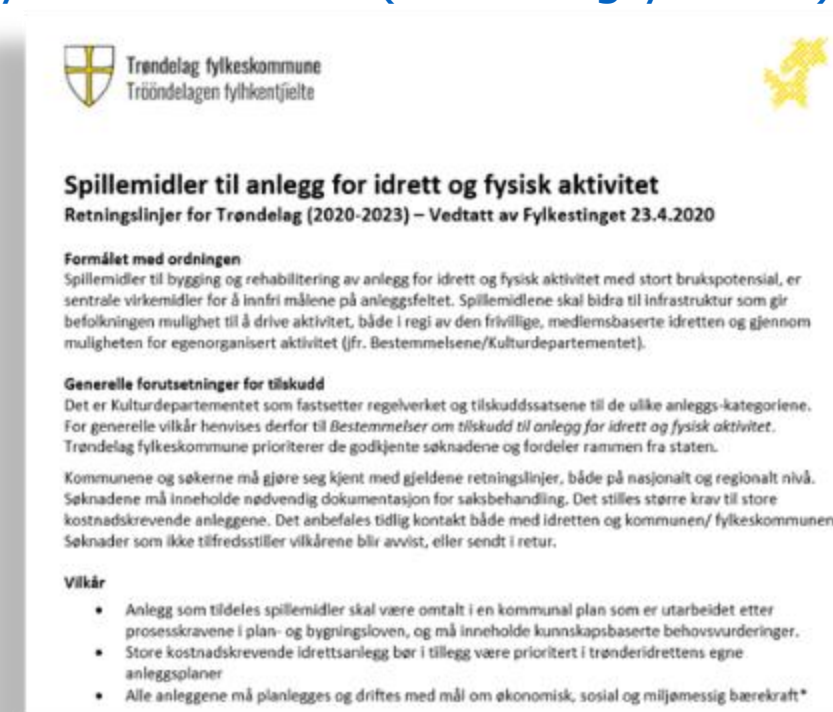 Trøndelag fylkeskommune
Trööndelagen fylhkentjïelte
Spillemidler til anlegg for idrett og fysisk aktivitet
Retningslinjer for Trøndelag (2020-2023) – Vedtatt av Fylkestinget 23.4.2020
Formålet med ordningen
Spillemidler til bygging og rehabilitering av anlegg for idrett og fysisk aktivitet med stort brukspotensial, er
sentrale virkemidler for å innfri målene på anleggsfeltet. Spillemidlene skal bidra til infrastruktur som gir
befolkningen mulighet til å drive aktivitet, både i regi av den frivillige, medlemsbaserte idretten og gjennom
muligheten for egenorganisert aktivitet (jfr. Bestemmelsene/Kulturdepartementet).
Generelle forutsetninger for tilskudd
Det er Kulturdepartementet som fastsetter regelverket og tilskuddssatsene til de ulike anleggs-kategoriene.
For generelle vilkår henvises derfor til Bestemmelser om tilskudd til anlegg for idrett og fysisk aktivitet.
Trøndelag fylkeskommune prioriterer de godkjente søknadene og fordeler rammen fra staten.
Kommunene og søkerne må gjøre seg kjent med gjeldene retningslinjer, både på nasjonalt og regionalt nivå.
Søknadene må inneholde nødvendig dokumentasjon for saksbehandling. Det stilles større krav til store
kostnadskrevende anleggene. Det anbefales tidlig kontakt både med idretten og kommunen/ fylkeskommunen
Søknader som ikke tilfredsstiller vilkårene blir avvist, eller sendt i retur.
Vilkår
• Anlegg som tildeles spillemidler skal være omtalt i en kommunal plan som er utarbeidet etter
prosesskravene i plan- og bygningsloven, og må inneholde kunnskapsbaserte behovsvurderinger.
• Store kostnadskrevende idrettsanlegg bør i tillegg være prioritert i trønderidrettens egne
anleggsplaner
• Alle anleggene må planlegges og driftes med mål om økonomisk, sosial og miljømessig bærekraft*